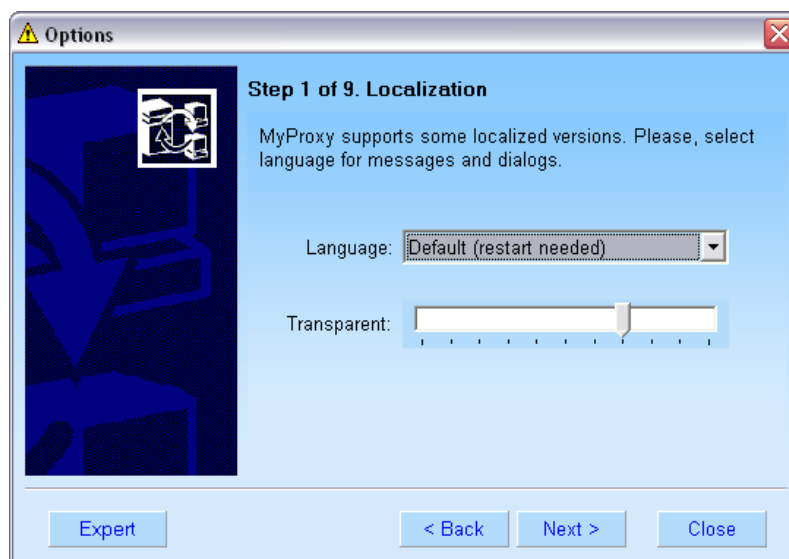 Options
Step 1 of 9. Localization
MyProxy supports some localized versions. Please, select
language for messages and dialogs.
Language: Default (restart needed)
Transparent:
Expert < Back Next > Close